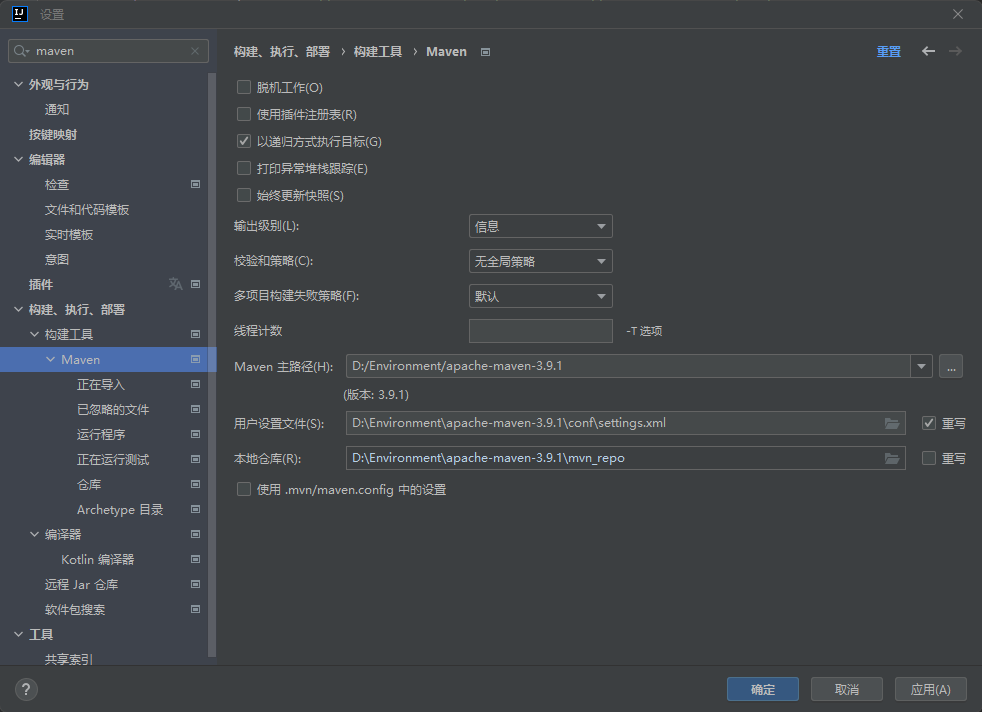 设置
maven
外观与行为
通知
按键映射
编辑器
检查
文件和代码模板
实时模板
意图
插件
构建、执行、部署
构建工具
Maven
正在导入
已忽略的文件
运行程序
正在运行测试
仓库
Archetype 目录
编译器
Kotlin 编译器
远程 Jar 仓库
软件包搜索
工具
共享索引
构建、执行、部署 › 构建工具 › Maven
重置
脱机工作(O)
使用插件注册表(R)
以递归方式执行目标(G)
打印异常堆栈跟踪(E)
始终更新快照(S)
输出级别(L): 信息
校验和策略(C): 无全局策略
多项目构建失败策略(F): 默认
线程计数 -T 选项
Maven 主路径(H): D:/Environment/apache-maven-3.9.1 ...
(版本: 3.9.1)
用户设置文件(S): D:\Environment\apache-maven-3.9.1\conf\settings.xml 重写
本地仓库(R): D:\Environment\apache-maven-3.9.1\mvn_repo 重写
使用 .mvn/maven.config 中的设置
? 确定 取消 应用(A)